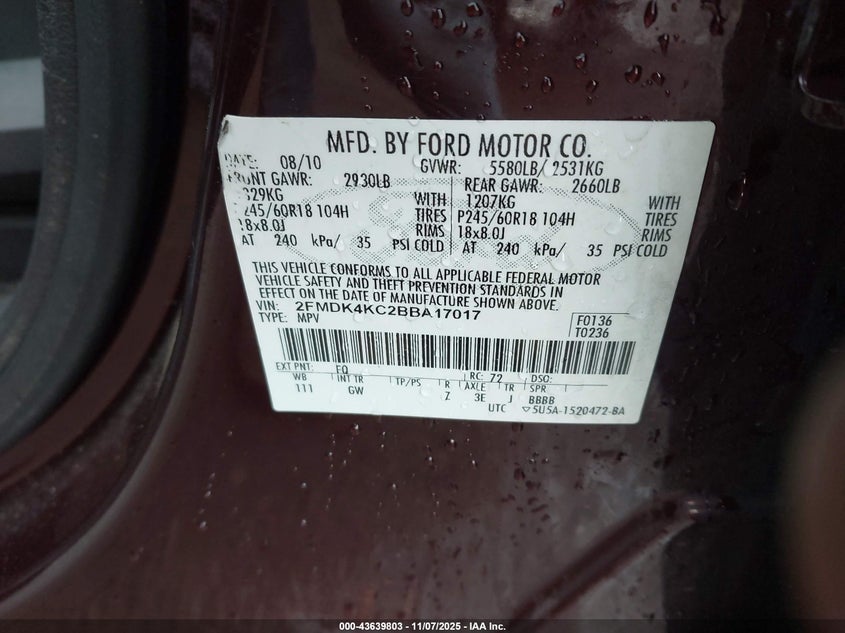 MFD. BY FORD MOTOR CO.
DATE: 08/10 GVWR: 5580LB/ 2531KG
FRONT GAWR: 2930LB REAR GAWR: 2660LB
329KG WITH 1207KG WITH
245/60R18 104H TIRES P245/60R18 104H TIRES
18x8.0J RIMS 18x8.0J RIMS
AT 240 kPa/ 35 PSI COLD AT 240 kPa/ 35 PSI COLD
THIS VEHICLE CONFORMS TO ALL APPLICABLE FEDERAL MOTOR
VEHICLE SAFETY AND THEFT PREVENTION STANDARDS IN
EFFECT ON THE DATE OF MANUFACTURE SHOWN ABOVE.
VIN: 2FMDK4KC2BBA17017
TYPE: MPV F0136
T0236
EXT PNT: FQ RC: 72 DSO:
WB INT TR TP/PS R AXLE TR SPR
111 GW Z 3E J BBBB
UTC ▽5U5A-1520472-BA
000-43639803 - 11/07/2025 - IAA Inc.